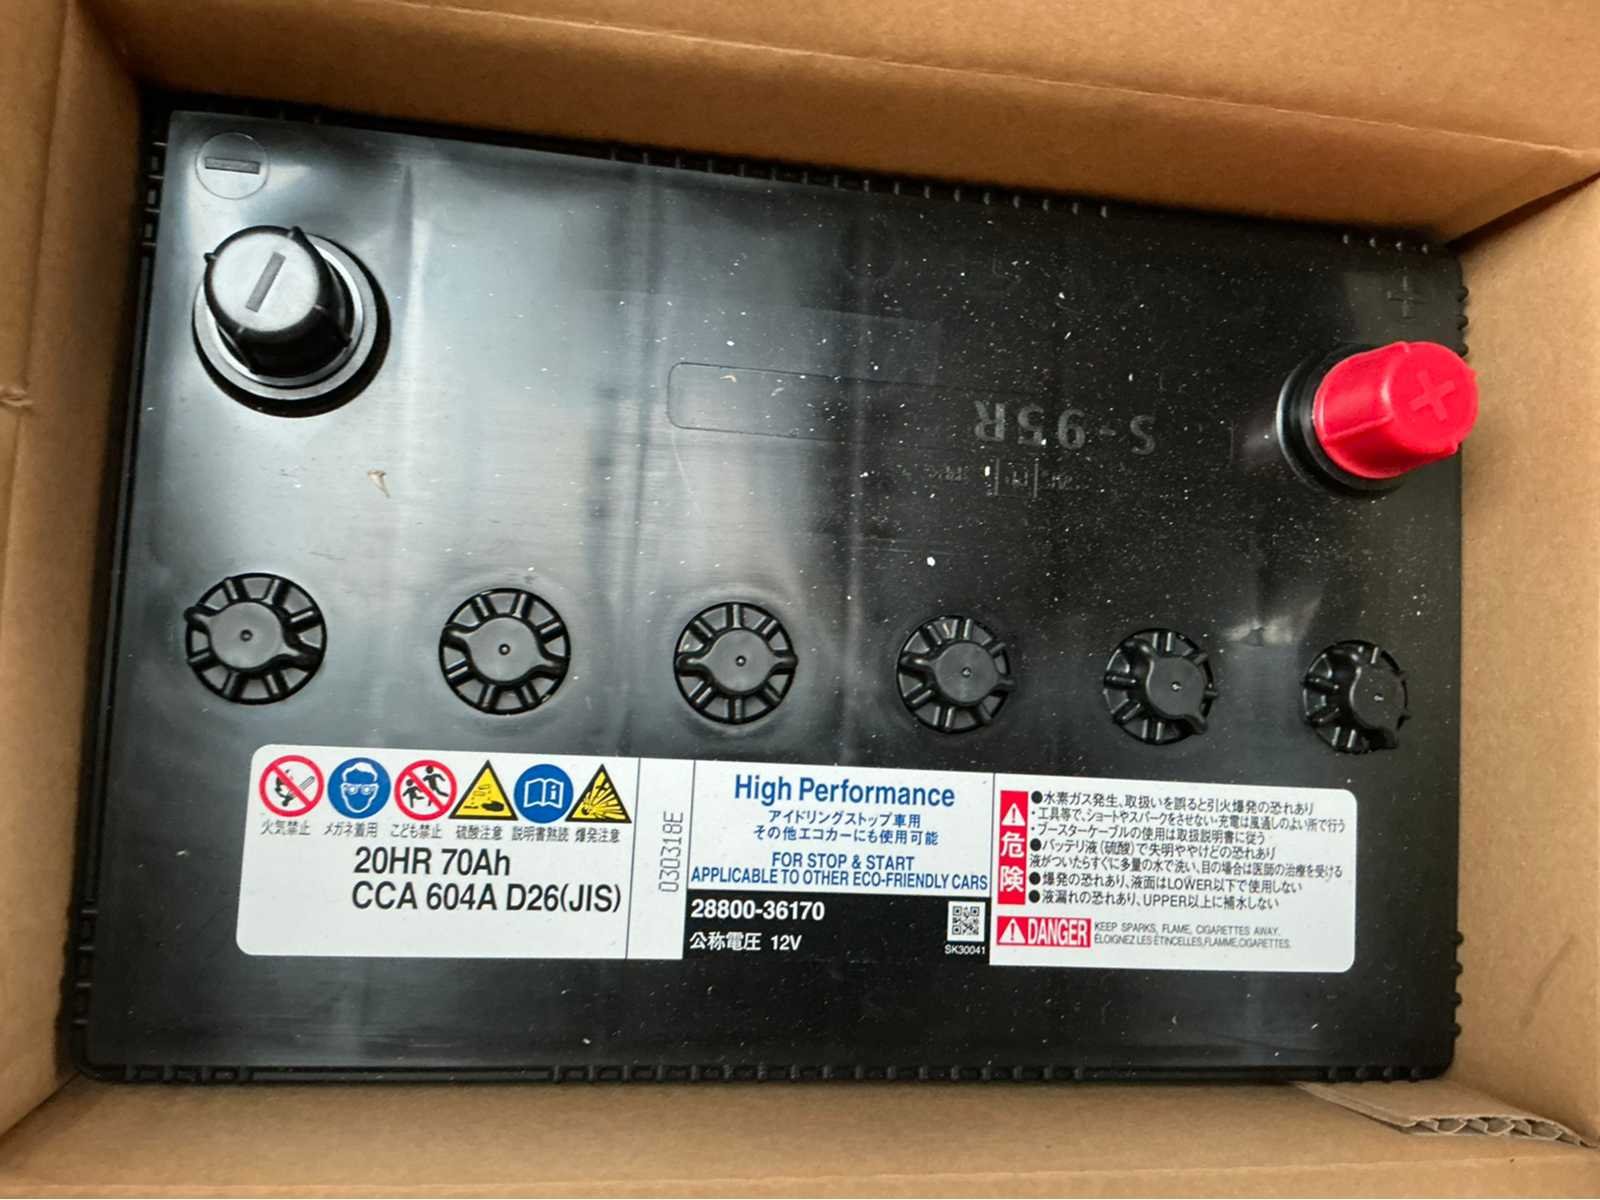 S-95R
火気禁止 メガネ着用 こども禁止 硫酸注意 説明書熟読 爆発注意
20HR 70Ah
CCA 604A D26(JIS)
030318E
High Performance
アイドリングストップ車用
その他エコカーにも使用可能
FOR STOP & START
APPLICABLE TO OTHER ECO-FRIENDLY CARS
28800-36170
公称電圧 12V
SK30041
危険
●水素ガス発生、取扱いを誤ると引火爆発の恐れあり
・工具等で、ショートやスパークをさせない・充電は風通しのよい所で行う
・ブースターケーブルの使用は取扱説明書に従う
●バッテリ液(硫酸)で失明ややけどの恐れあり
液がついたらすぐに多量の水で洗い、目の場合は医師の治療を受ける
●爆発の恐れあり、液面はLOWER以下で使用しない
●液漏れの恐れあり、UPPER以上に補水しない
DANGER
KEEP SPARKS, FLAME, CIGARETTES AWAY.
ÉLOIGNEZ LES ÉTINCELLES,FLAMME,CIGARETTES.